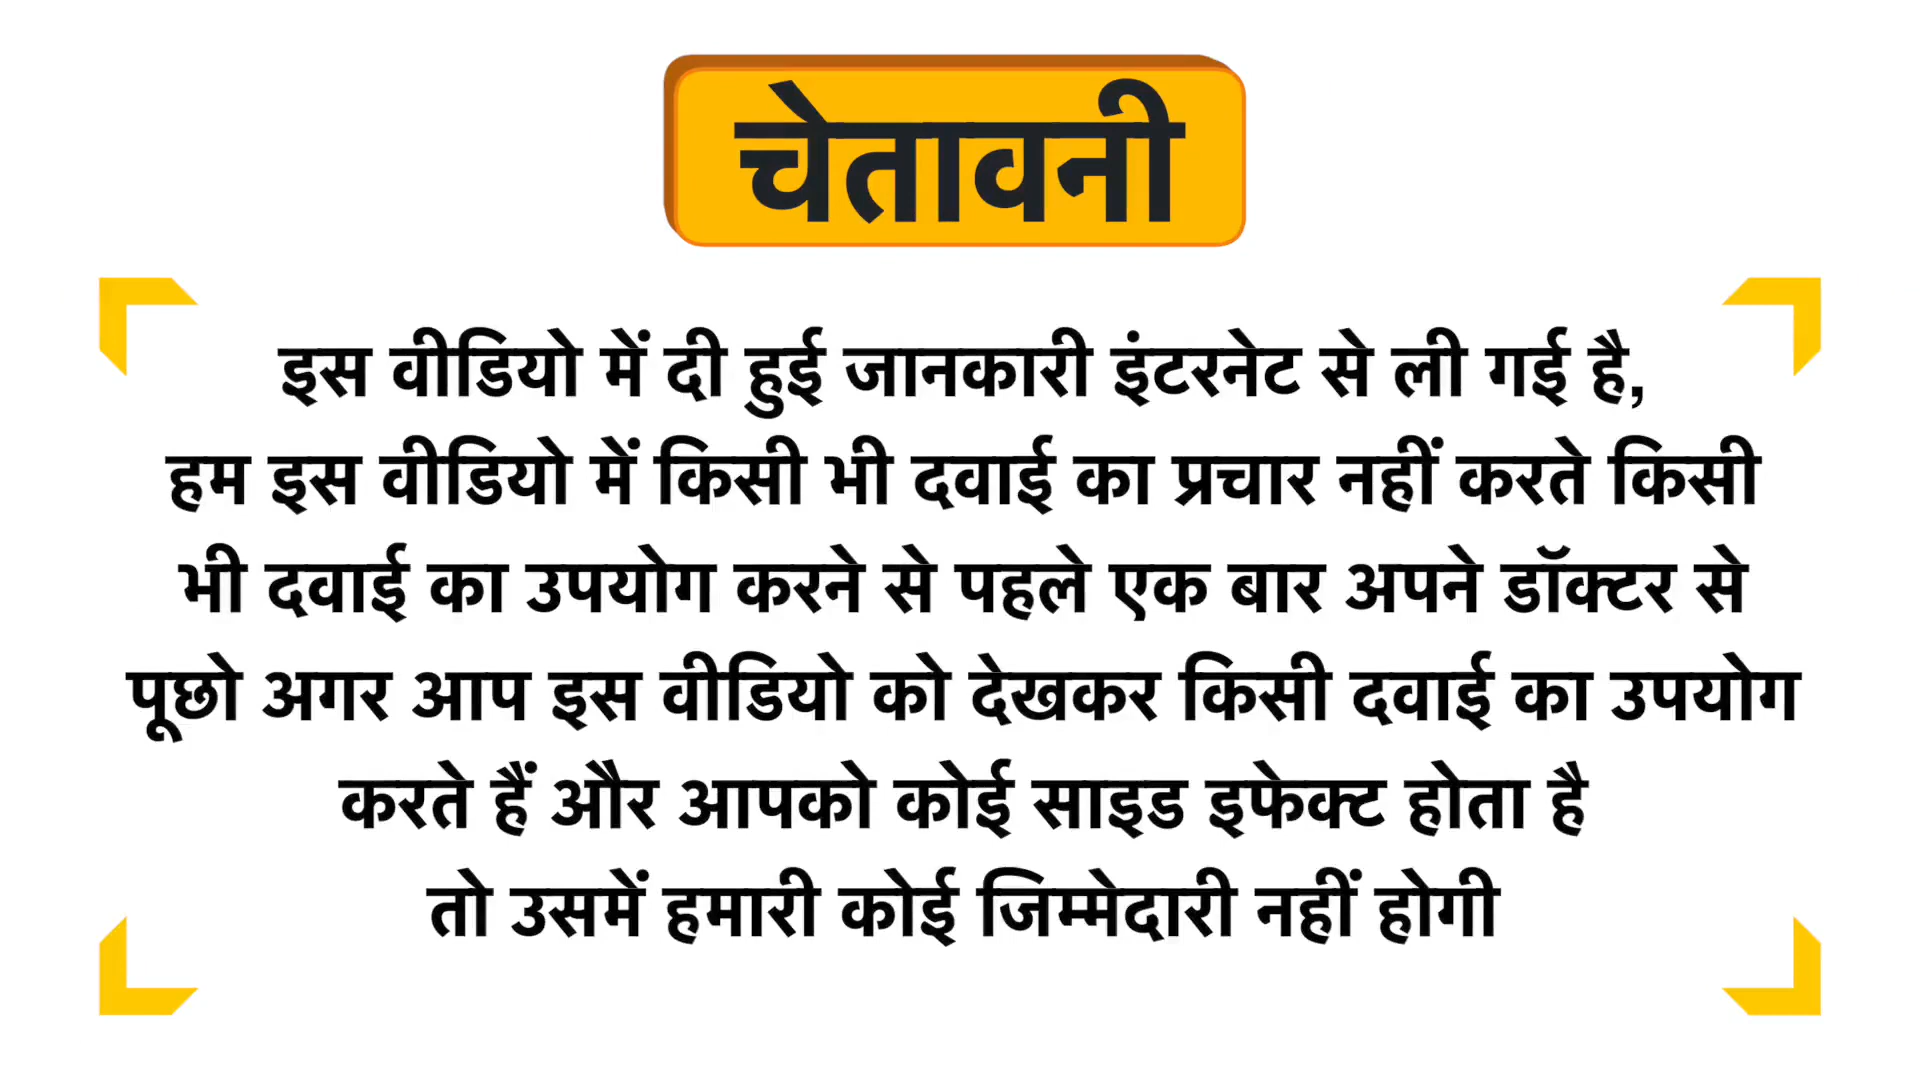 चेतावनी
इस वीडियो में दी हुई जानकारी इंटरनेट से ली गई है,
हम इस वीडियो में किसी भी दवाई का प्रचार नहीं करते किसी
भी दवाई का उपयोग करने से पहले एक बार अपने डॉक्टर से
पूछो अगर आप इस वीडियो को देखकर किसी दवाई का उपयोग
करते हैं और आपको कोई साइड इफेक्ट होता है
तो उसमें हमारी कोई जिम्मेदारी नहीं होगी